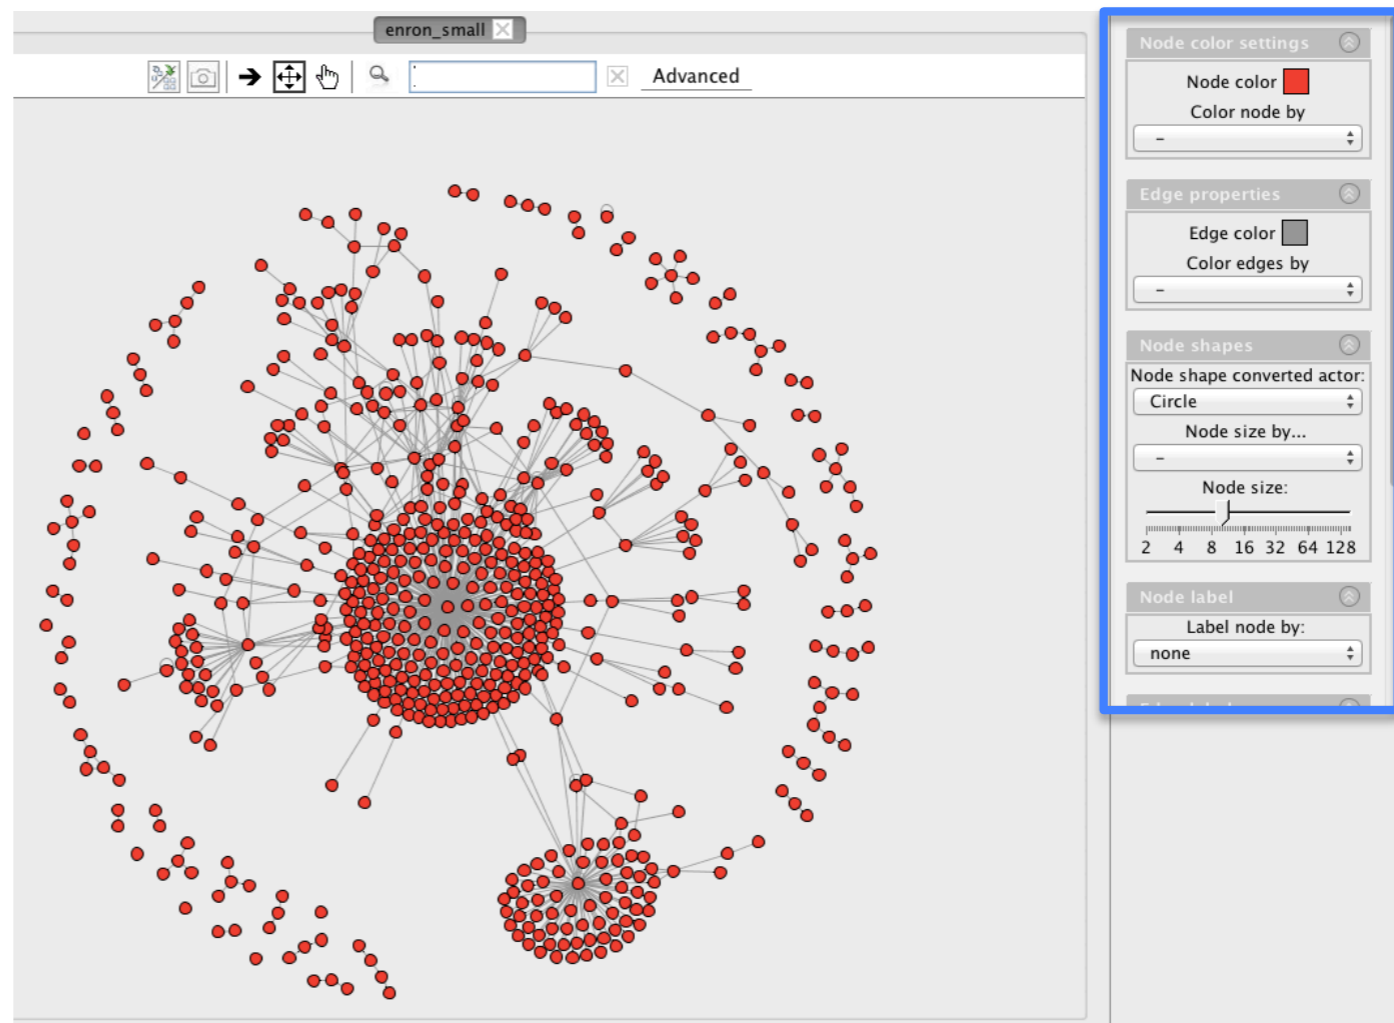 enron_small
Advanced
Node color settings
Node color
Color node by
–
Edge properties
Edge color
Color edges by
–
Node shapes
Node shape converted actor:
Circle
Node size by...
–
Node size:
2 4 8 16 32 64 128
Node label
Label node by:
none